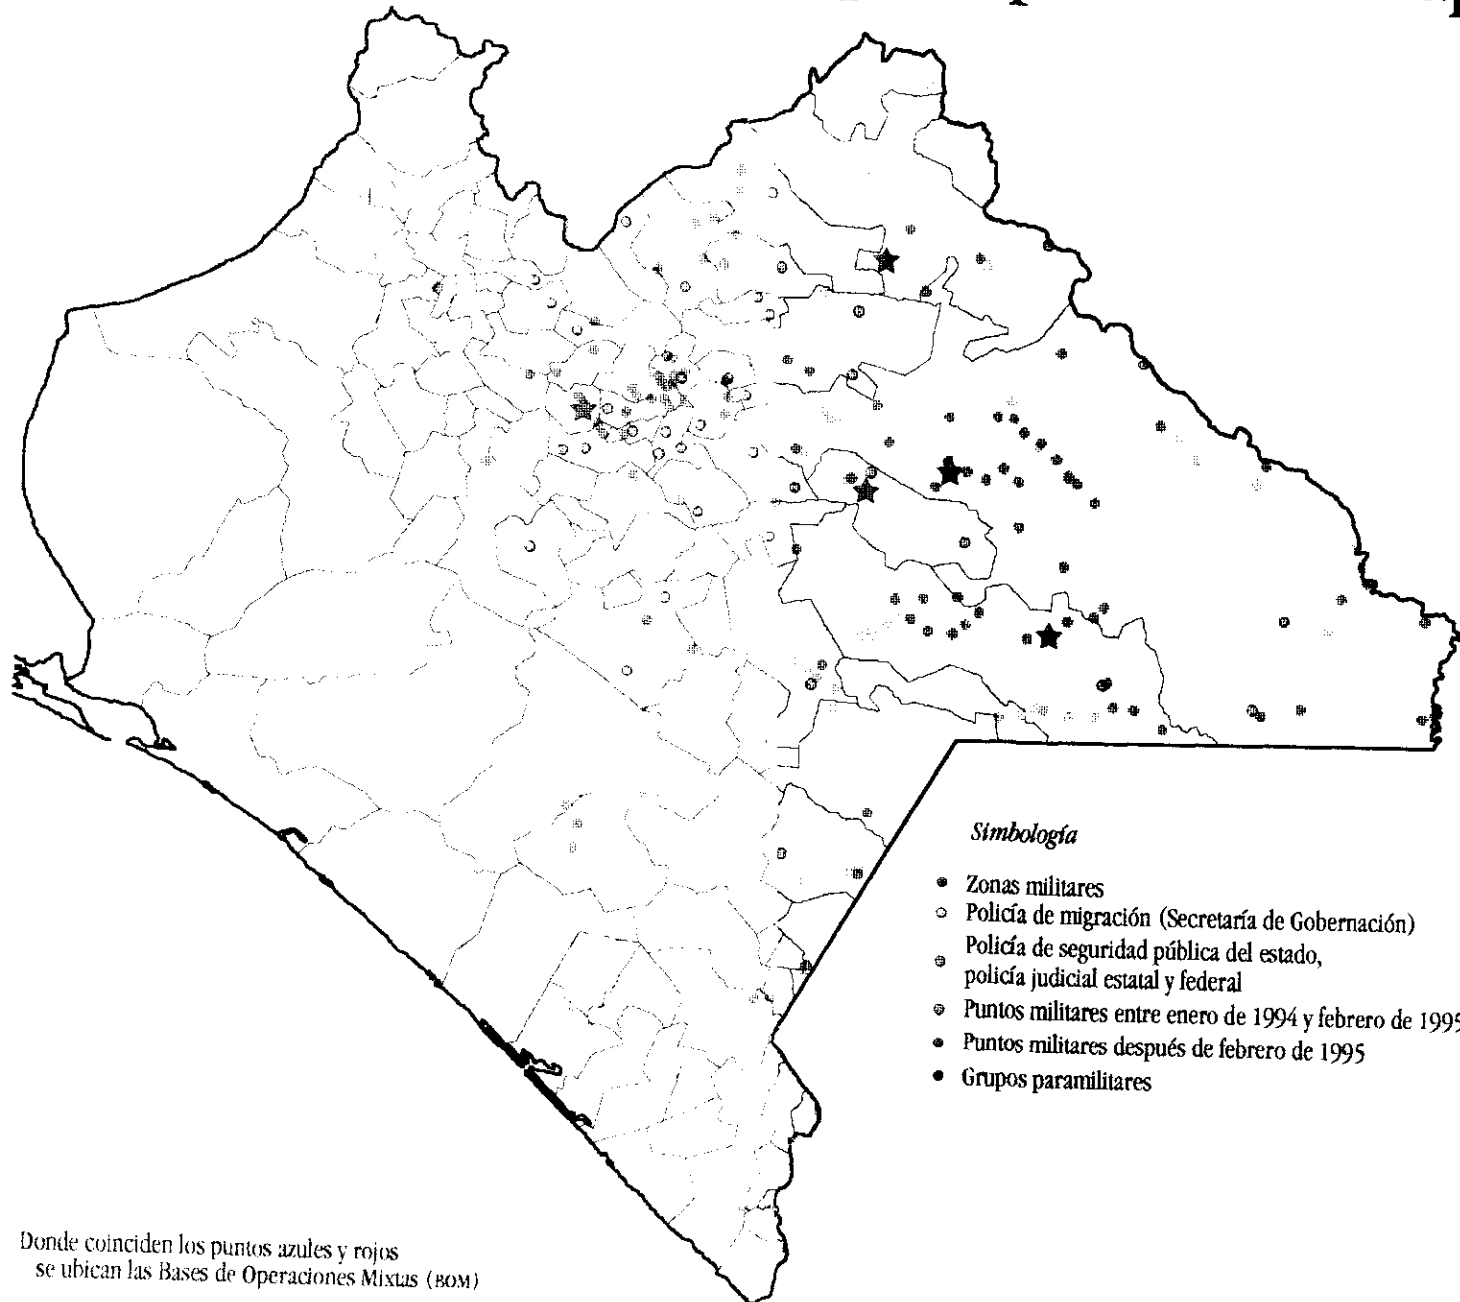 Simbología
Zonas militares
Policía de migración (Secretaría de Gobernación)
Policía de seguridad pública del estado,
policía judicial estatal y federal
Puntos militares entre enero de 1994 y febrero de 1995
Puntos militares después de febrero de 1995
Grupos paramilitares
Donde coinciden los puntos azules y rojos
se ubican las Bases de Operaciones Mixtas (BOM)